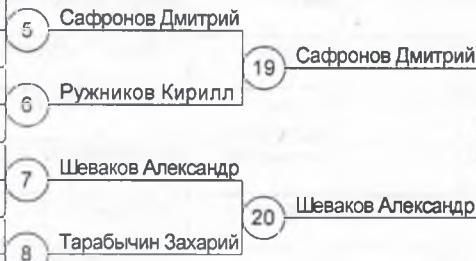 5 Сафронов Дмитрий
19 Сафронов Дмитрий
6 Ружников Кирилл
7 Шеваков Александр
20 Шеваков Александр
8 Тарабычин Захарий